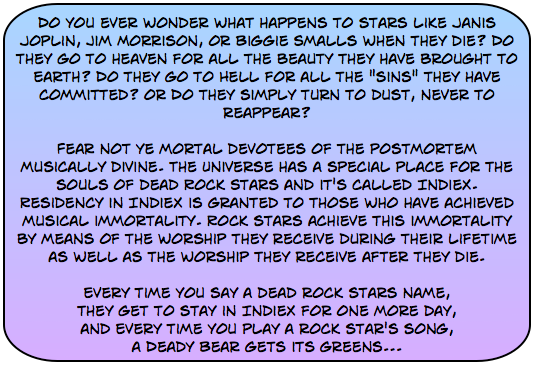 DO YOU EVER WONDER WHAT HAPPENS TO STARS LIKE JANIS
JOPLIN, JIM MORRISON, OR BIGGIE SMALLS WHEN THEY DIE? DO
THEY GO TO HEAVEN FOR ALL THE BEAUTY THEY HAVE BROUGHT TO
EARTH? DO THEY GO TO HELL FOR ALL THE "SINS" THEY HAVE
COMMITTED? OR DO THEY SIMPLY TURN TO DUST, NEVER TO
REAPPEAR?
FEAR NOT YE MORTAL DEVOTEES OF THE POSTMORTEM
MUSICALLY DIVINE. THE UNIVERSE HAS A SPECIAL PLACE FOR THE
SOULS OF DEAD ROCK STARS AND IT'S CALLED INDIEX.
RESIDENCY IN INDIEX IS GRANTED TO THOSE WHO HAVE ACHIEVED
MUSICAL IMMORTALITY. ROCK STARS ACHIEVE THIS IMMORTALITY
BY MEANS OF THE WORSHIP THEY RECEIVE DURING THEIR LIFETIME
AS WELL AS THE WORSHIP THEY RECEIVE AFTER THEY DIE.
EVERY TIME YOU SAY A DEAD ROCK STARS NAME,
THEY GET TO STAY IN INDIEX FOR ONE MORE DAY,
AND EVERY TIME YOU PLAY A ROCK STAR'S SONG,
A DEADY BEAR GETS ITS GREENS...